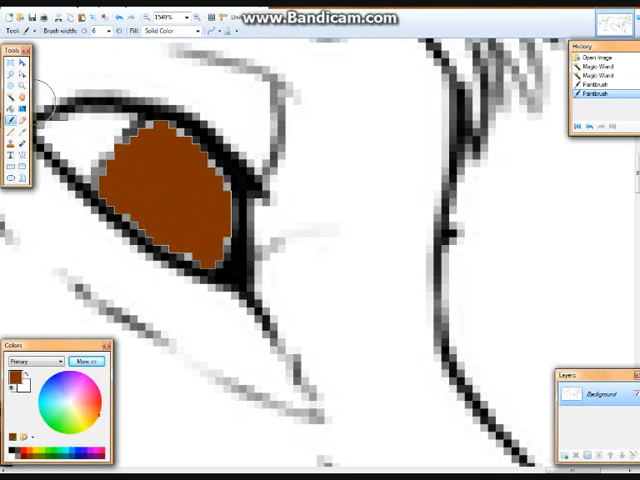 www.Bandicam.com
1549%
Tool:
Brush width: 6
Fill: Solid Color
Tools
History
Open Image
Magic Wand
Magic Wand
Paintbrush
Paintbrush
Colors
Primary
More >>
Layers
Background